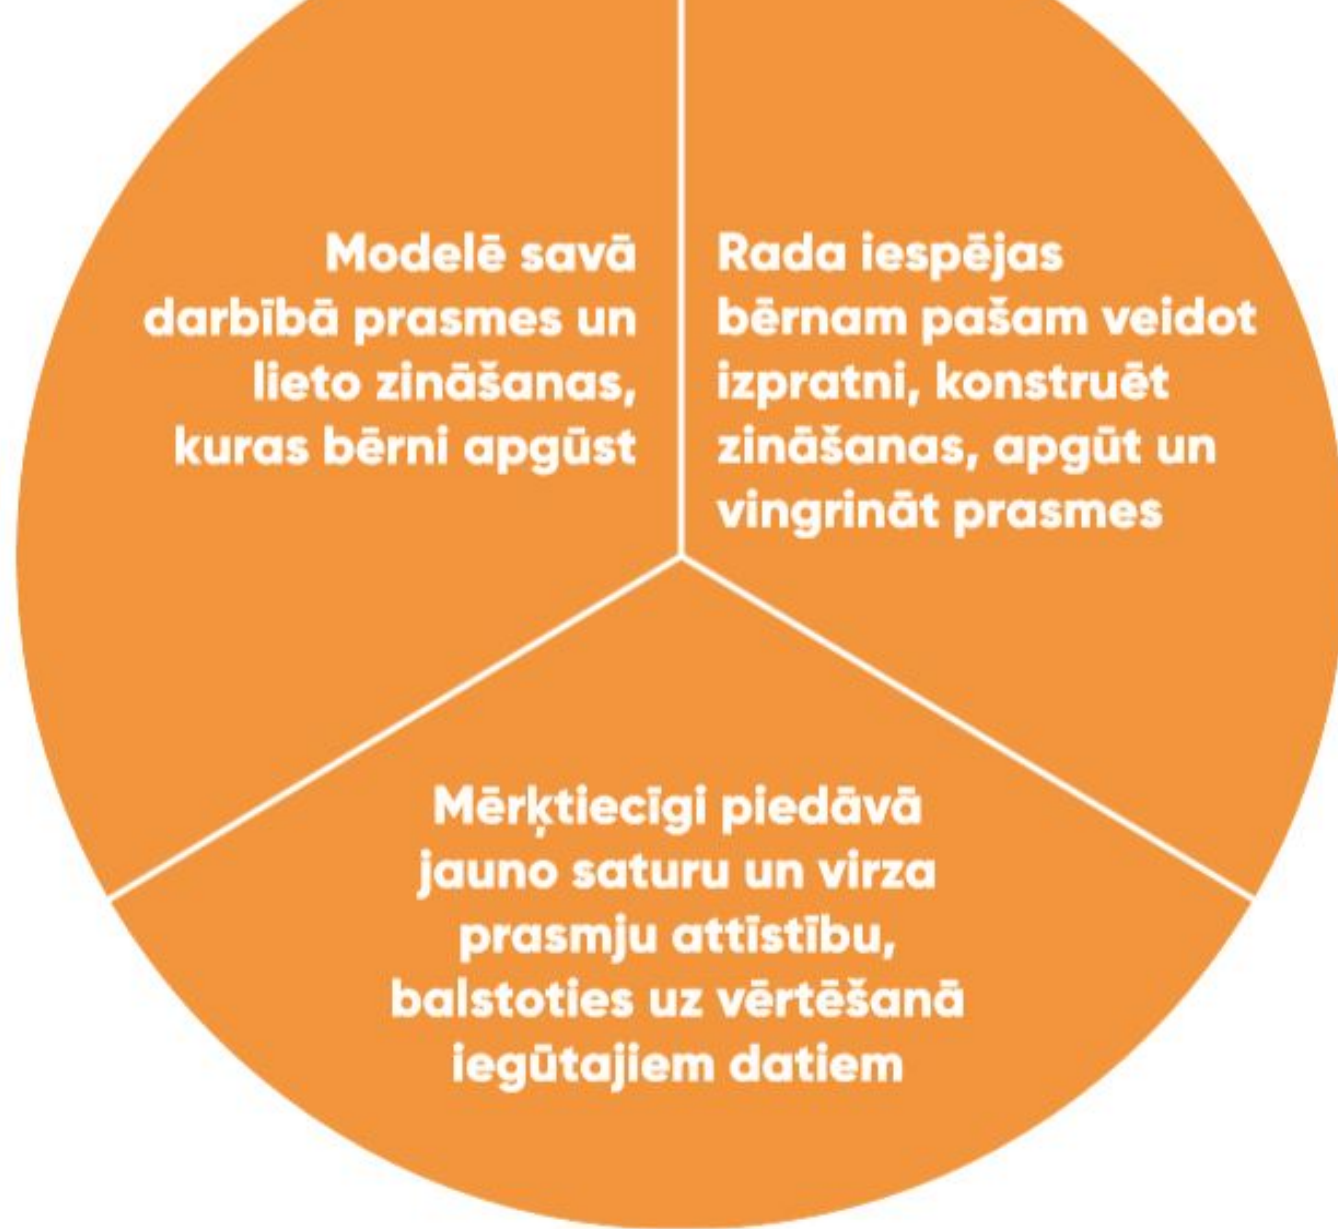 Modelē savā
darbībā prasmes un
lieto zināšanas,
kuras bērni apgūst
Rada iespējas
bērnam pašam veidot
izpratni, konstruēt
zināšanas, apgūt un
vingrināt prasmes
Mērķtiecīgi piedāvā
jauno saturu un virza
prasmju attīstību,
balstoties uz vērtēšanā
iegūtajiem datiem